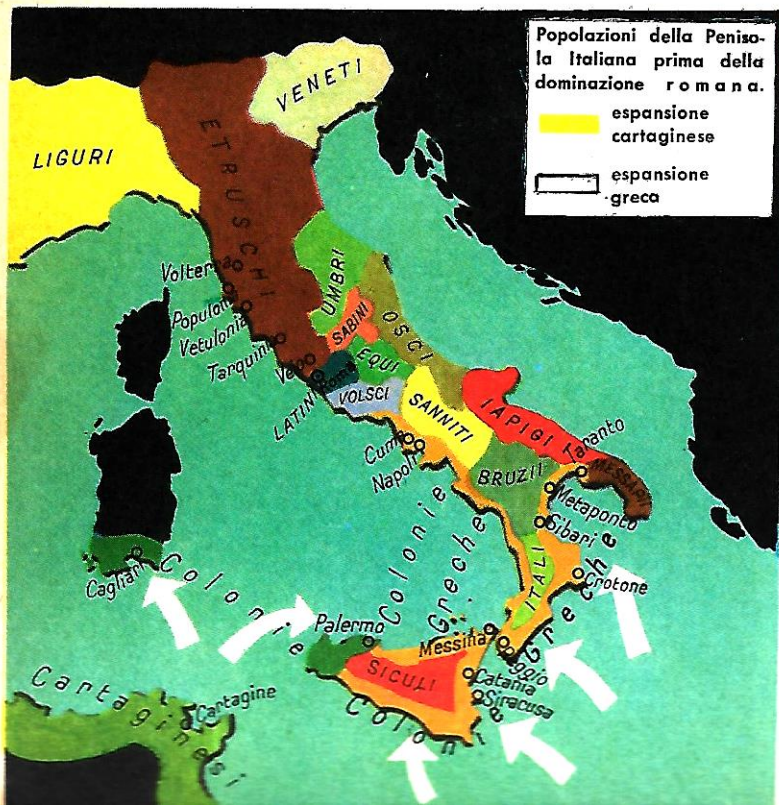 Popolazioni della Peniso-
la Italiana prima della
dominazione romana.
espansione
cartaginese
espansione
greca
VENETI
LIGURI
ETRUSCHI
Volterra
Populonia
Vetulonia
Tarquinia
Veio
UMBRI
SABINI
OSCI
EQUI
Roma
LATINI
VOLSCI
SANNITI
IAPIGI
Cuma
Napoli
BRUZII
Taranto
MESSAPII
Metaponto
Sibari
ITALI
Crotone
Colonie Greche
Colonie Greche
Cagliari
Colonie
Cartaginesi
Cartagine
Palermo
Messina
Reggio
SICULI
Catania
Siracusa